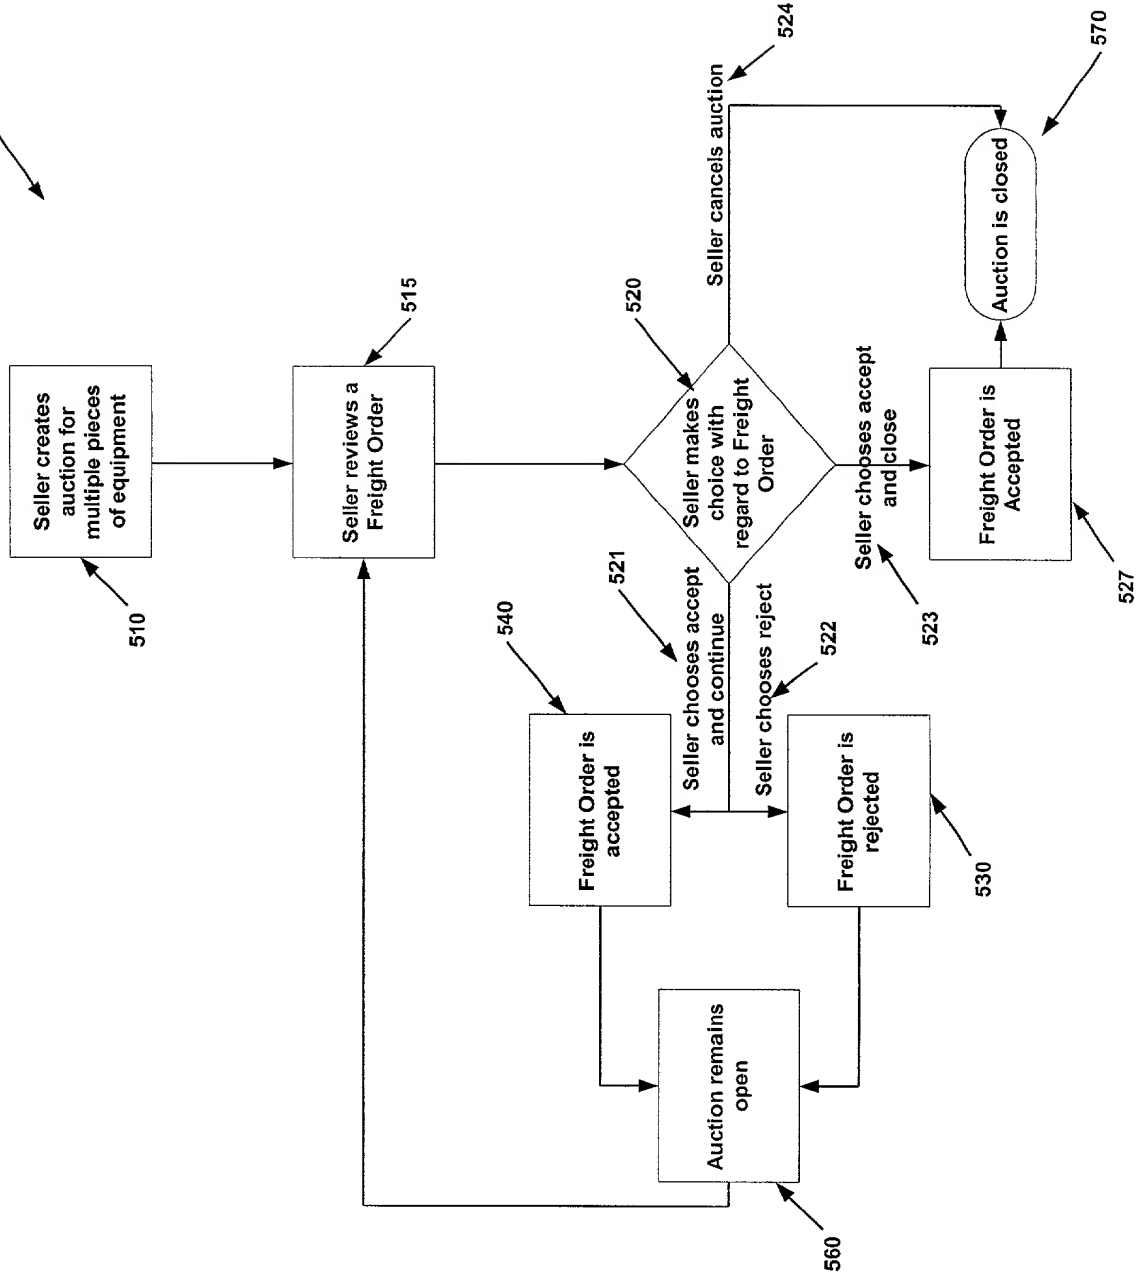 Seller creates
auction for
multiple pieces
of equipment
510
Seller reviews a
Freight Order
515
Seller makes
choice with
regard to Freight
Order
520
Seller cancels auction
524
Seller chooses accept
and continue
521
Seller chooses reject
522
Seller chooses accept
and close
523
Freight Order is
accepted
540
Freight Order is
rejected
530
Freight Order is
Accepted
527
Auction is closed
570
Auction remains
open
560